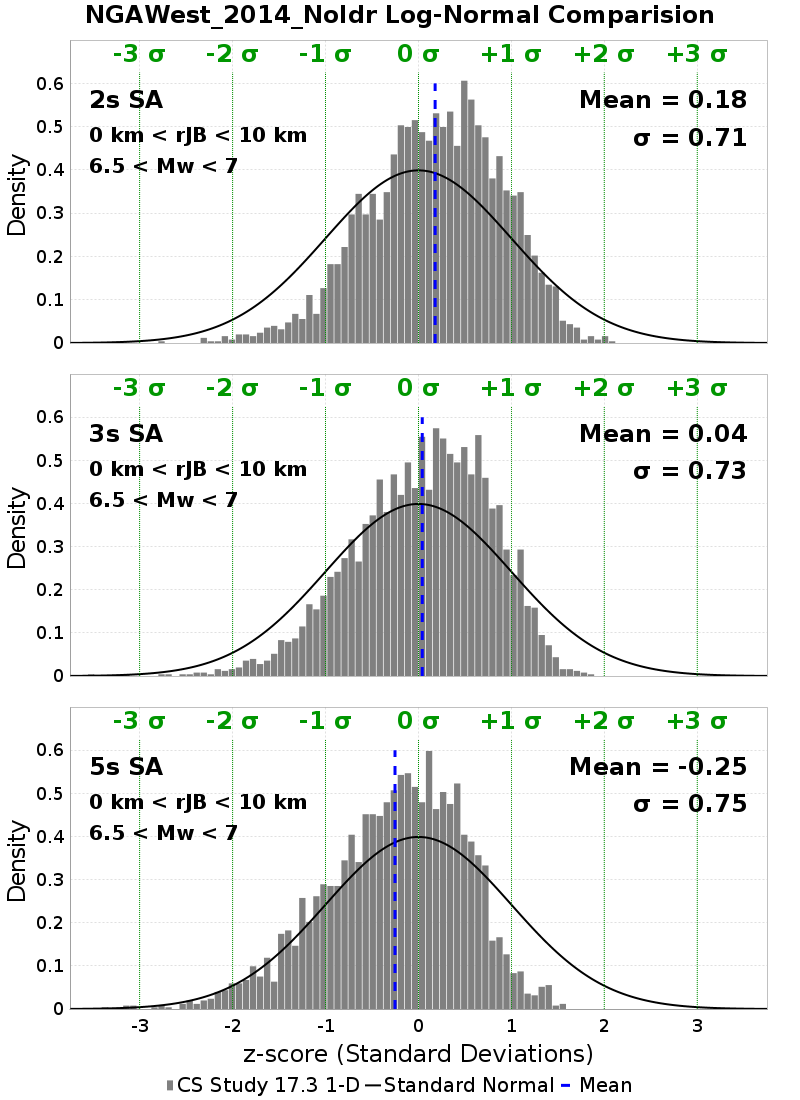 NGAWest_2014_NoIdr Log-Normal Comparision
-3 σ -2 σ -1 σ 0 σ +1 σ +2 σ +3 σ
2s SA
0 km < rJB < 10 km
6.5 < Mw < 7
Mean = 0.18
σ = 0.71
Density
0.6
0.5
0.4
0.3
0.2
0.1
0
-3 σ -2 σ -1 σ 0 σ +1 σ +2 σ +3 σ
3s SA
0 km < rJB < 10 km
6.5 < Mw < 7
Mean = 0.04
σ = 0.73
Density
0.6
0.5
0.4
0.3
0.2
0.1
0
-3 σ -2 σ -1 σ 0 σ +1 σ +2 σ +3 σ
5s SA
0 km < rJB < 10 km
6.5 < Mw < 7
Mean = -0.25
σ = 0.75
Density
0.6
0.5
0.4
0.3
0.2
0.1
0
-3 -2 -1 0 1 2 3
z-score (Standard Deviations)
CS Study 17.3 1-D Standard Normal Mean